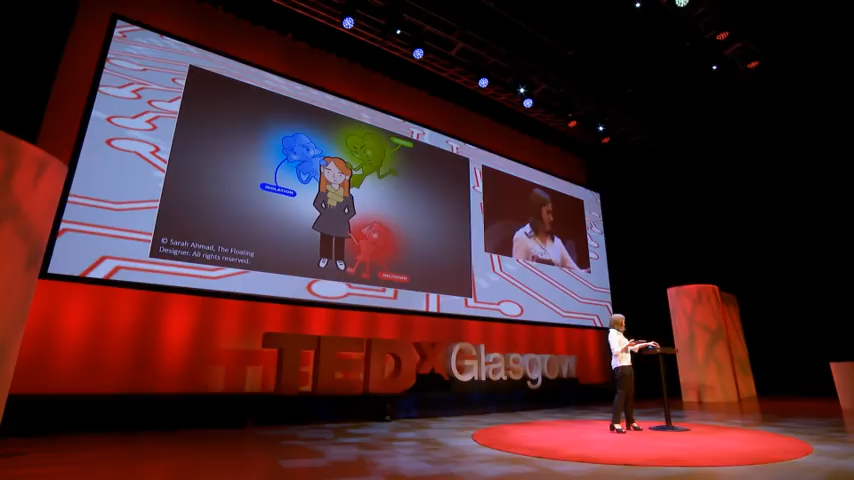 ISOLATION
© Sarah Ahmad, The Floating
Designer. All rights reserved.
TEDxGlasgow